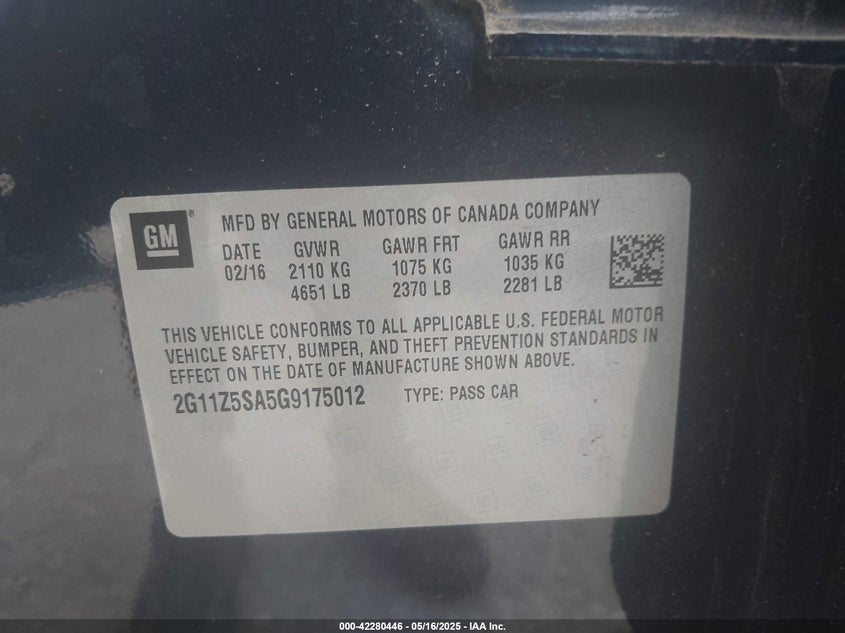 GM
®
MFD BY GENERAL MOTORS OF CANADA COMPANY
DATE GVWR GAWR FRT GAWR RR
02/16 2110 KG 1075 KG 1035 KG
4651 LB 2370 LB 2281 LB
THIS VEHICLE CONFORMS TO ALL APPLICABLE U.S. FEDERAL MOTOR
VEHICLE SAFETY, BUMPER, AND THEFT PREVENTION STANDARDS IN
EFFECT ON THE DATE OF MANUFACTURE SHOWN ABOVE.
2G11Z5SA5G9175012 TYPE: PASS CAR
000-42280446 - 05/16/2025 - IAA Inc.